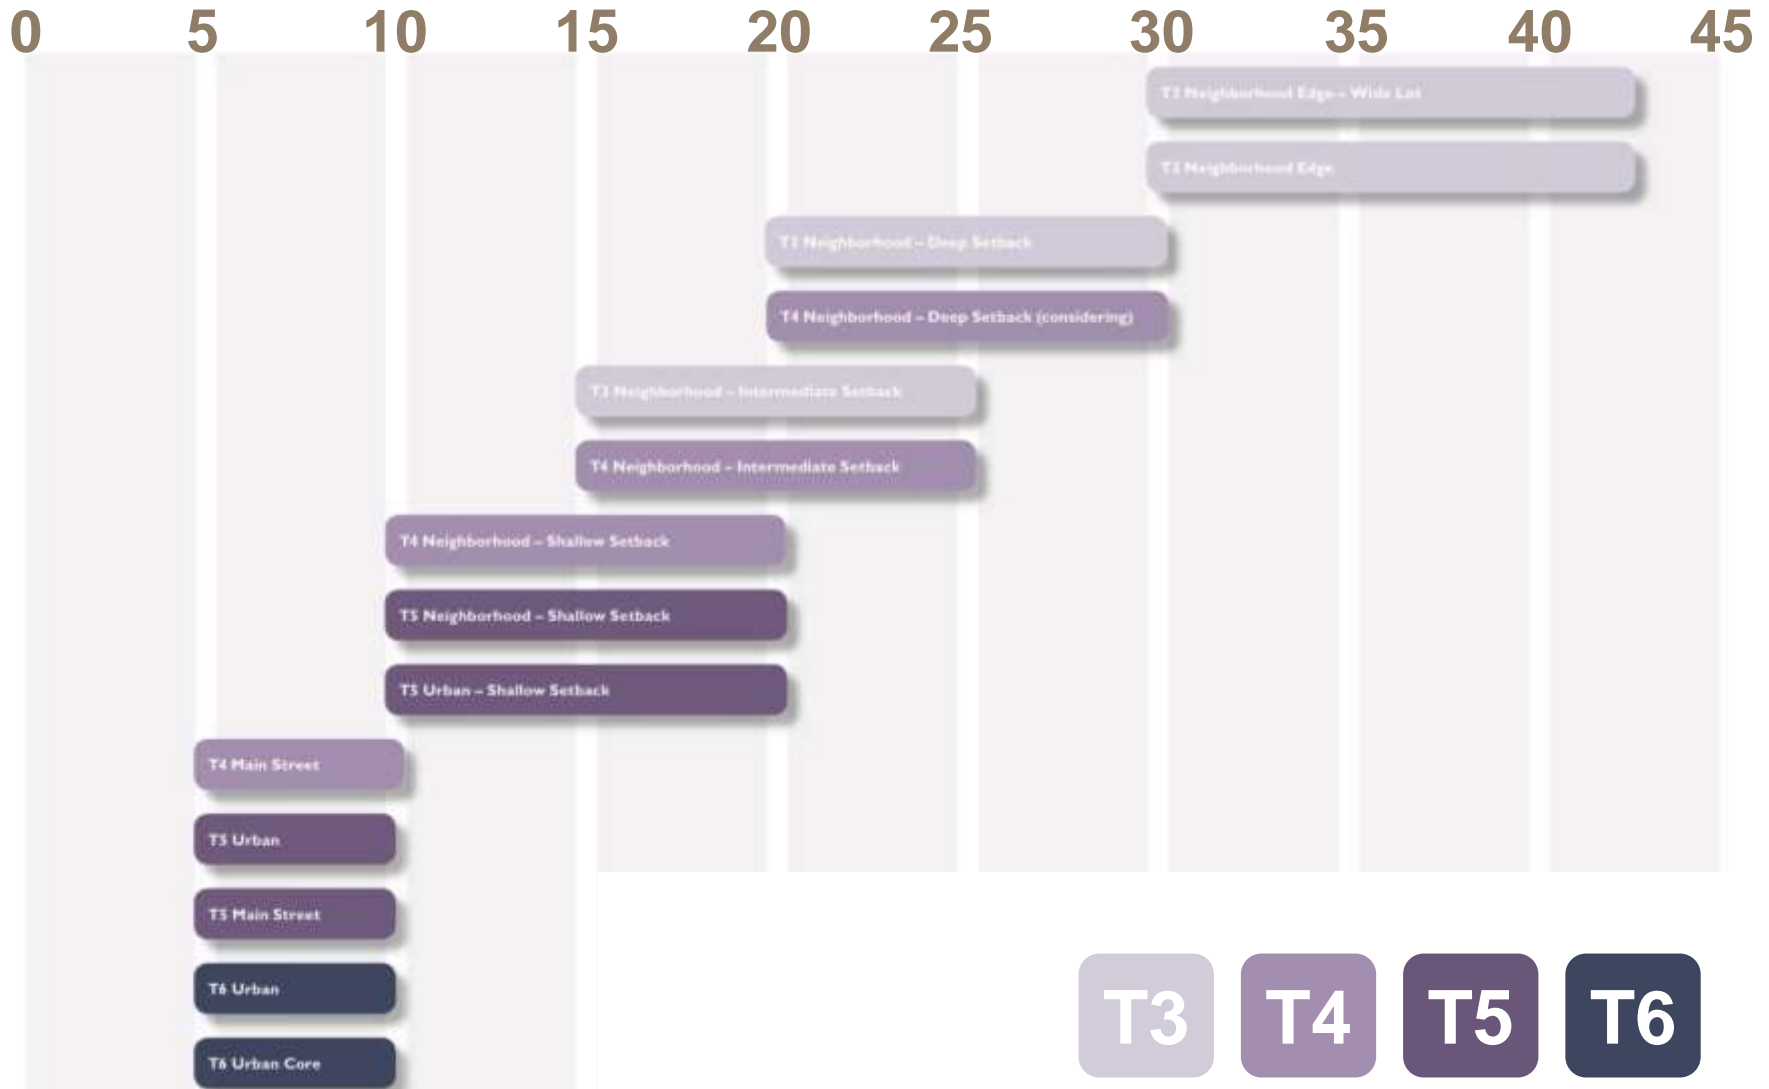 0 5 10 15 20 25 30 35 40 45
T3 Neighborhood Edge – Wide Lot
T3 Neighborhood Edge
T3 Neighborhood – Deep Setback
T4 Neighborhood – Deep Setback (considering)
T3 Neighborhood – Intermediate Setback
T4 Neighborhood – Intermediate Setback
T4 Neighborhood – Shallow Setback
T5 Neighborhood – Shallow Setback
T5 Urban – Shallow Setback
T4 Main Street
T5 Urban
T5 Main Street
T6 Urban
T6 Urban Core
T3 T4 T5 T6